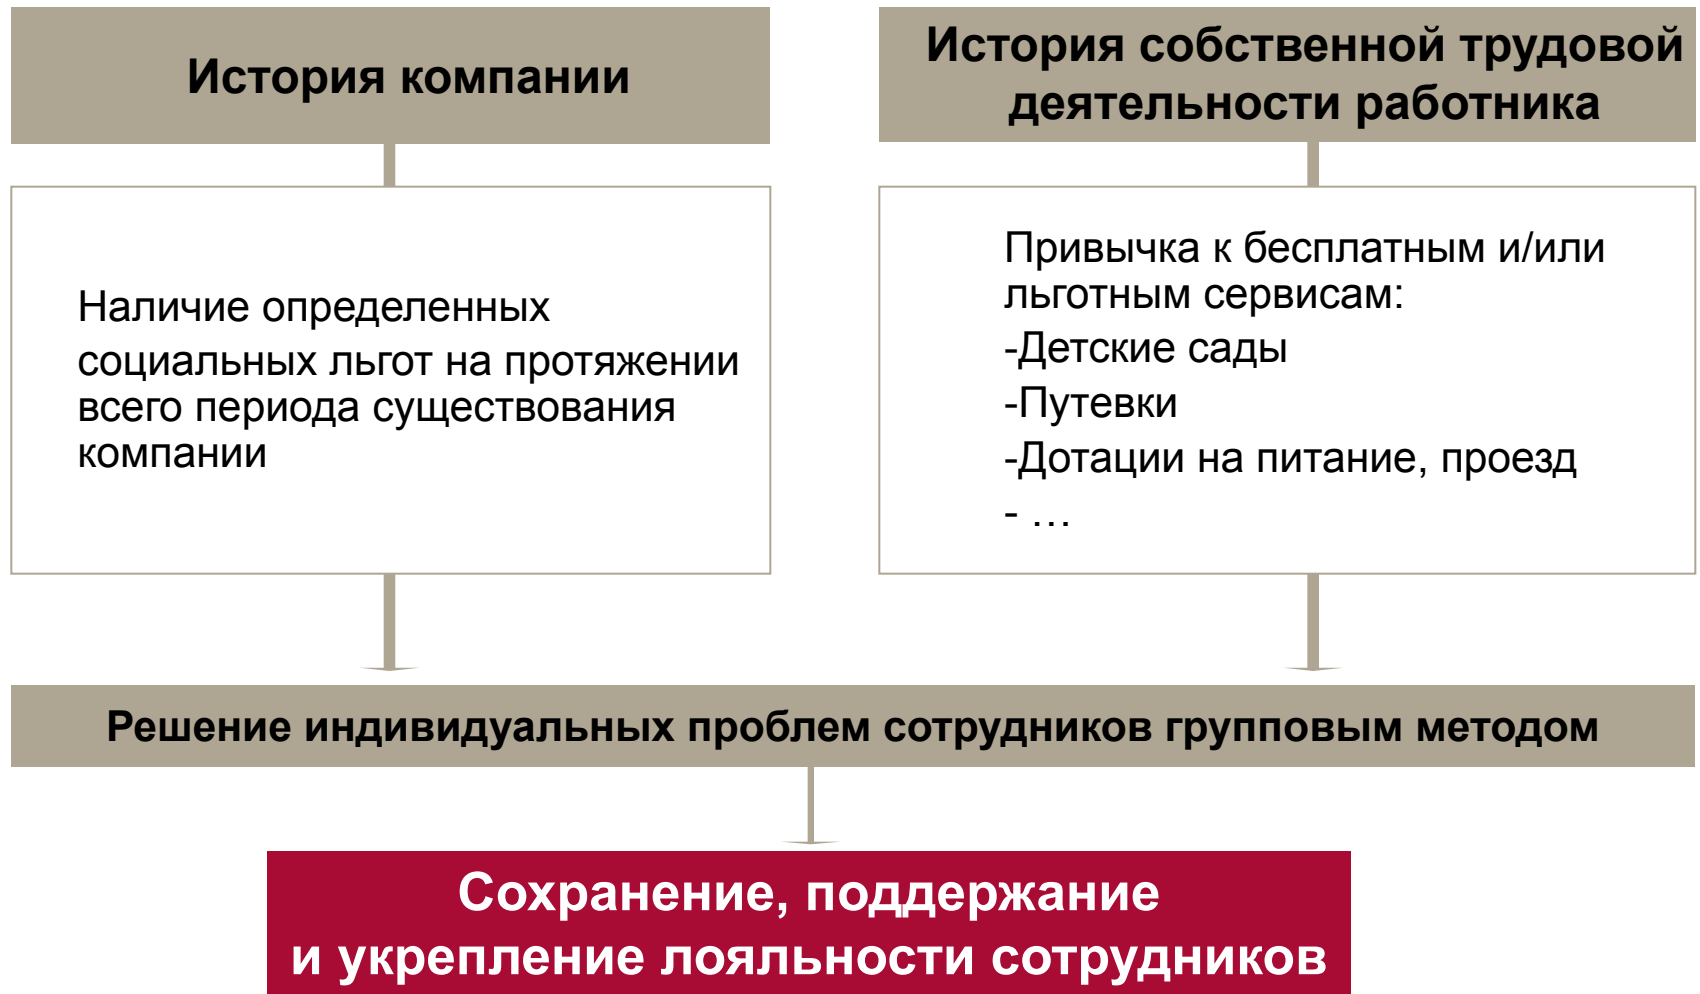 История компании
История собственной трудовой
деятельности работника
Наличие определенных
социальных льгот на протяжении
всего периода существования
компании
Привычка к бесплатным и/или
льготным сервисам:
-Детские сады
-Путевки
-Дотации на питание, проезд
- …
Решение индивидуальных проблем сотрудников групповым методом
Сохранение, поддержание
и укрепление лояльности сотрудников